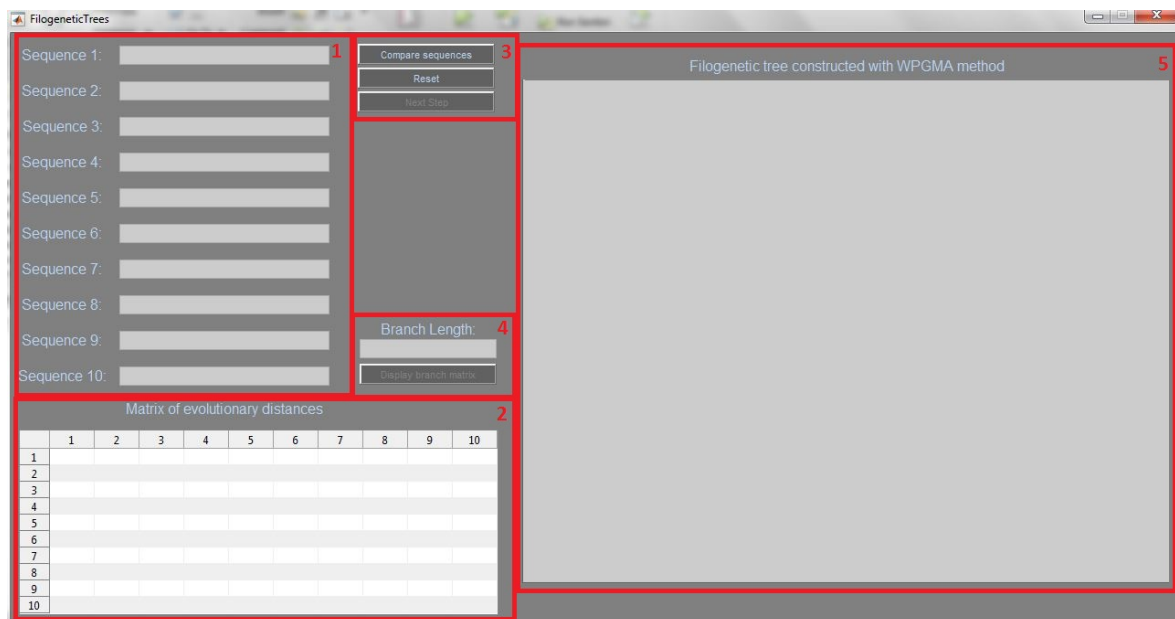 FilogeneticTrees
Sequence 1:
1
Sequence 2:
Sequence 3:
Sequence 4:
Sequence 5:
Sequence 6:
Sequence 7:
Sequence 8:
Sequence 9:
Sequence 10:
Compare sequences
3
Reset
Next Step
Branch Length:
4
Display branch matrix
Matrix of evolutionary distances
2
1 2 3 4 5 6 7 8 9 10
1
2
3
4
5
6
7
8
9
10
Filogenetic tree constructed with WPGMA method
5